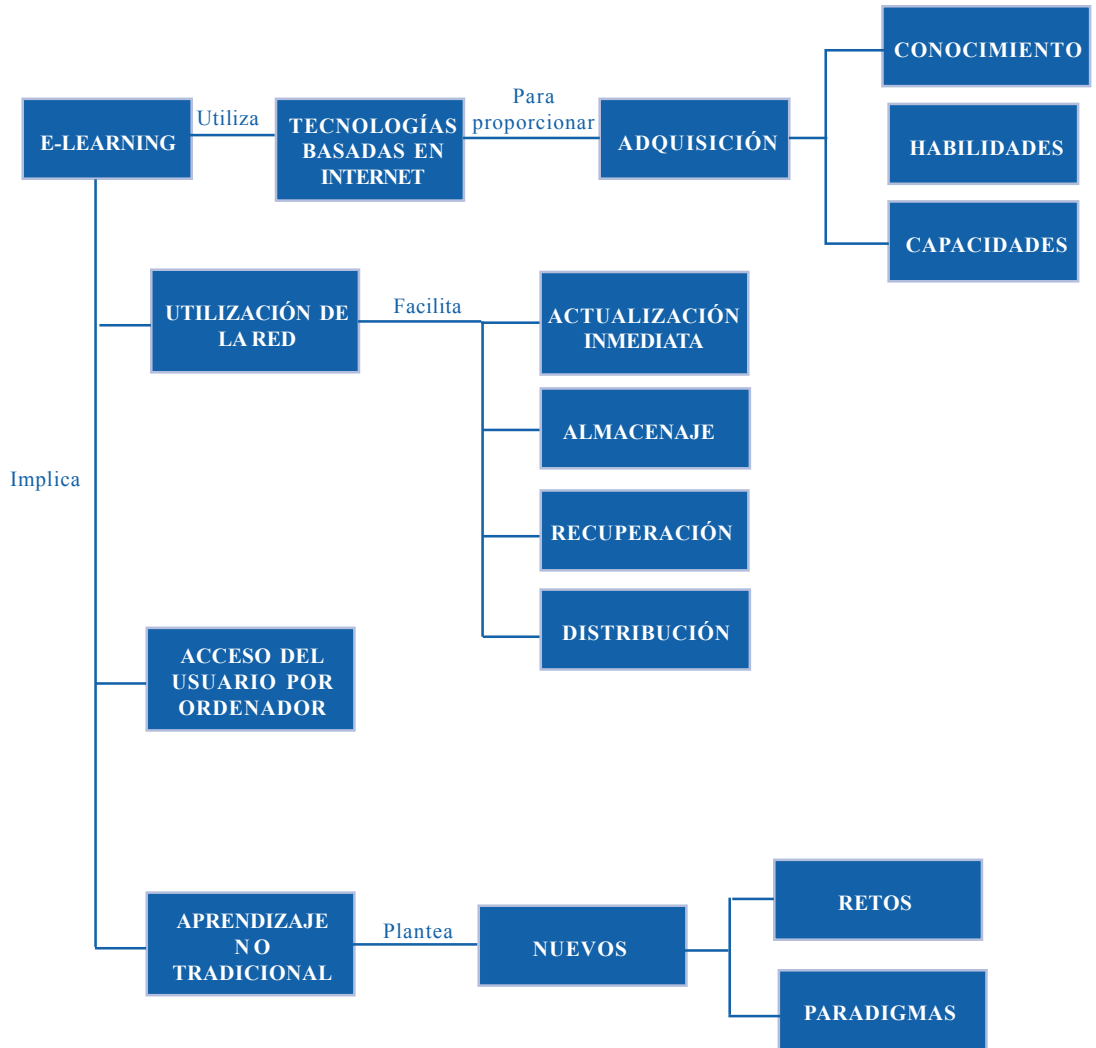 CONOCIMIENTO
Para
proporcionar
E-LEARNING
Utiliza
TECNOLOGÍAS
BASADAS EN
INTERNET
ADQUISICIÓN
HABILIDADES
CAPACIDADES
UTILIZACIÓN DE
LA RED
Facilita
ACTUALIZACIÓN
INMEDIATA
ALMACENAJE
Implica
RECUPERACIÓN
DISTRIBUCIÓN
ACCESO DEL
USUARIO POR
ORDENADOR
APRENDIZAJE
NO
TRADICIONAL
Plantea
NUEVOS
RETOS
PARADIGMAS